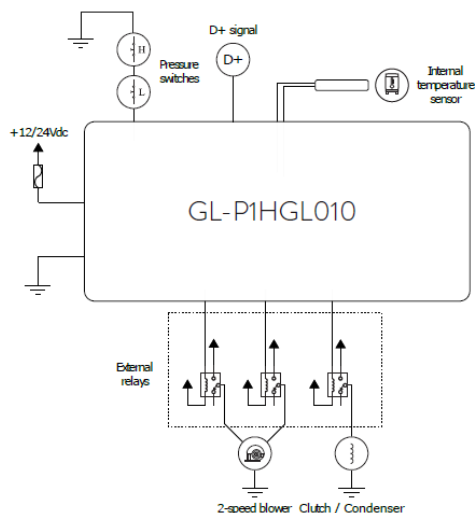 D+ signal
H
Pressure
switches
L
D+
Internal
temperature
sensor
+12/24Vdc
GL-P1HGL010
External
relays
2-speed blower
Clutch / Condenser